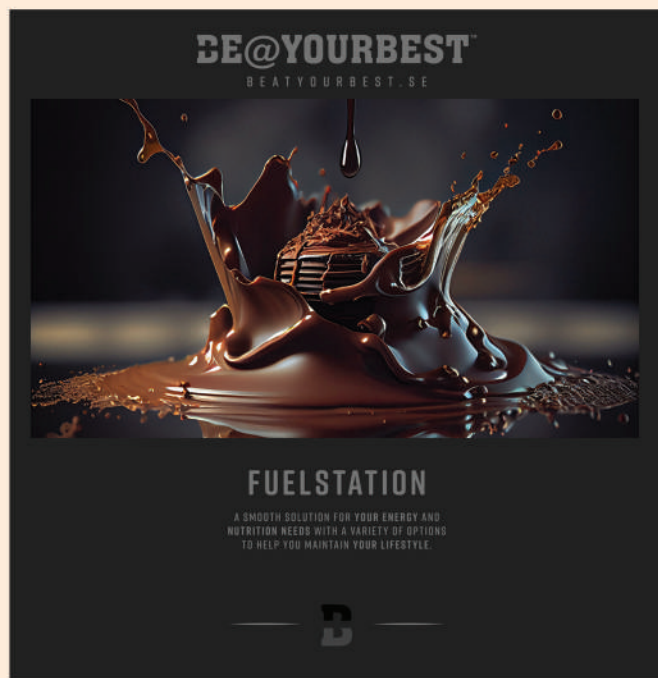 BE@YOURBEST™
BEATYOURBEST.SE
FUELSTATION
A SMOOTH SOLUTION FOR YOUR ENERGY AND
NUTRITION NEEDS WITH A VARIETY OF OPTIONS
TO HELP YOU MAINTAIN YOUR LIFESTYLE.
B